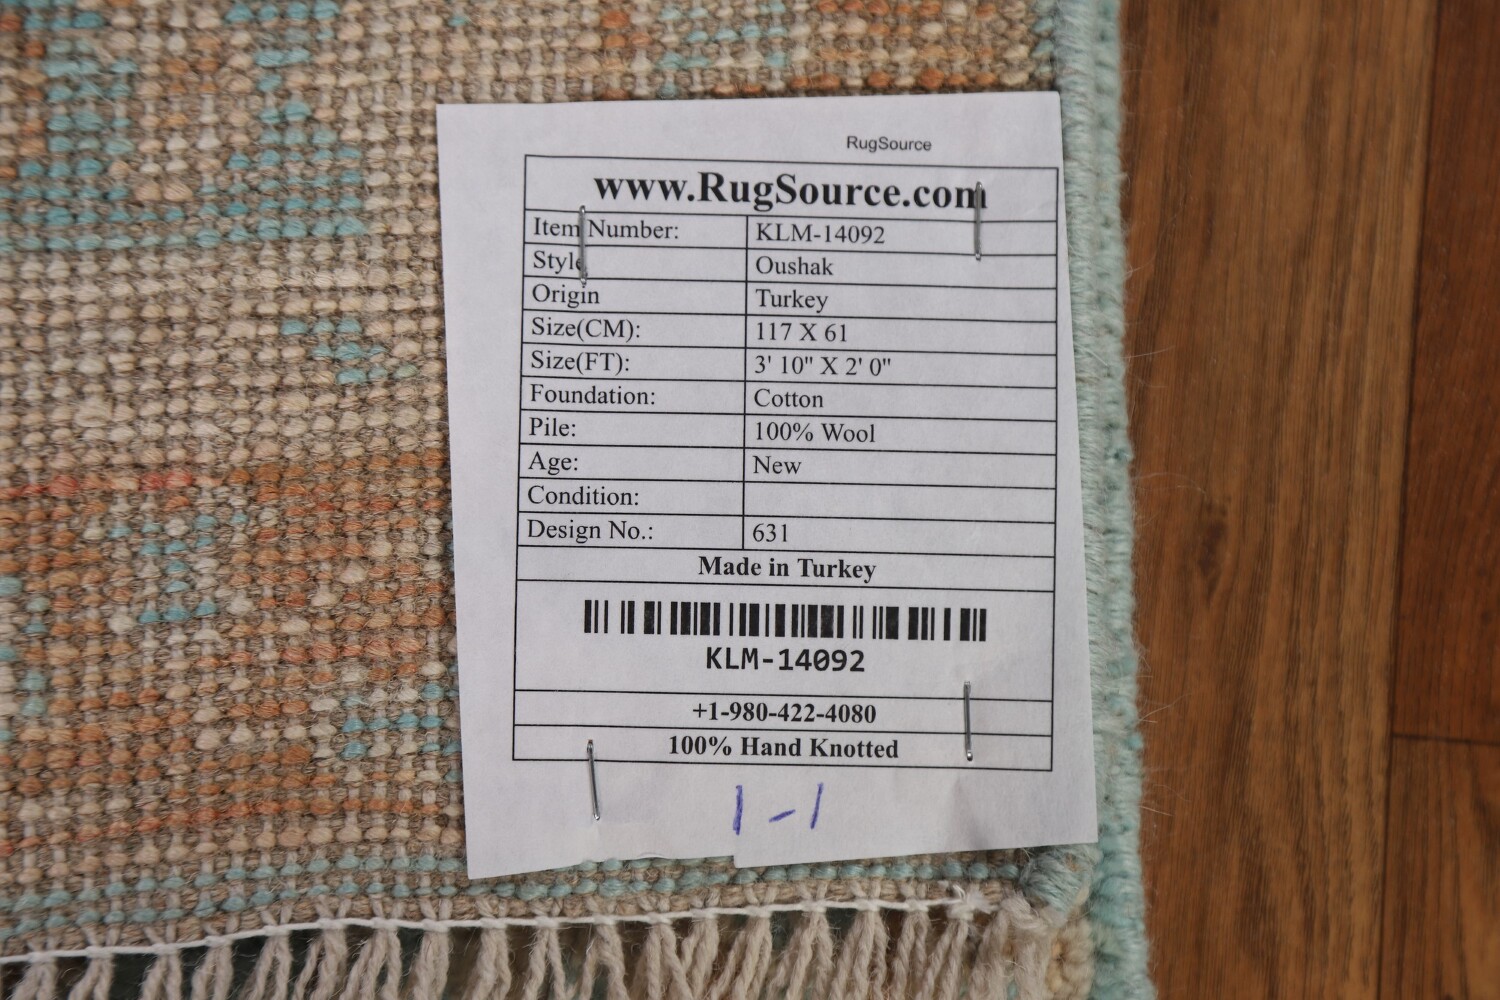 RugSource
www.RugSource.com
Item Number: KLM-14092
Style Oushak
Origin Turkey
Size(CM): 117 X 61
Size(FT): 3' 10" X 2' 0"
Foundation: Cotton
Pile: 100% Wool
Age: New
Condition:
Design No.: 631
Made in Turkey
KLM-14092
+1-980-422-4080
100% Hand Knotted
1-1